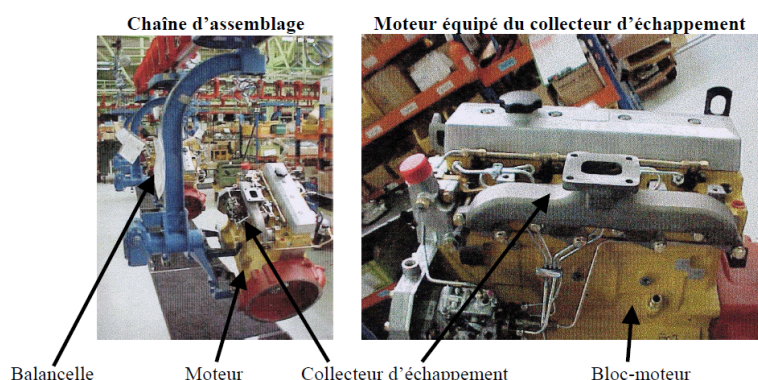 Chaîne d’assemblage
Moteur équipé du collecteur d’échappement
Balancelle
Moteur
Collecteur d’échappement
Bloc-moteur